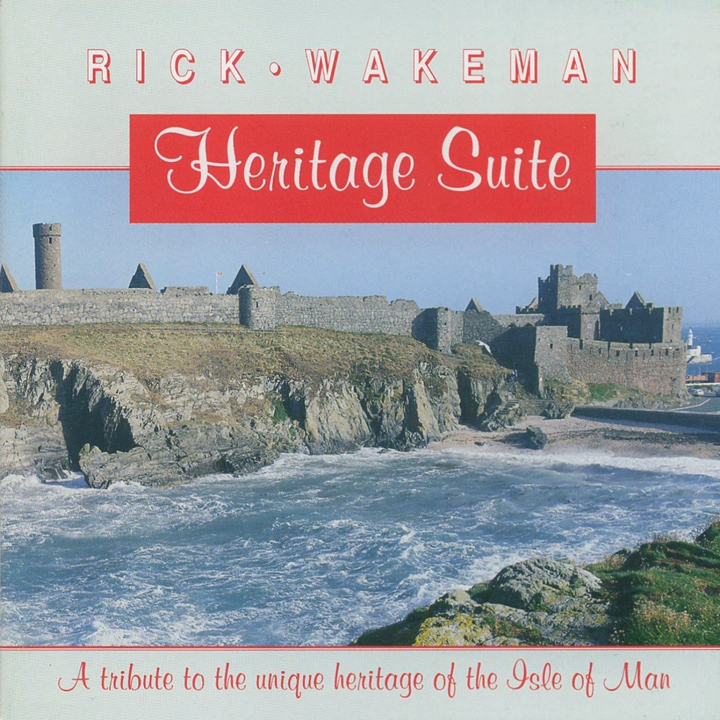 RICK • WAKEMAN
Heritage Suite
A tribute to the unique heritage of the Isle of Man